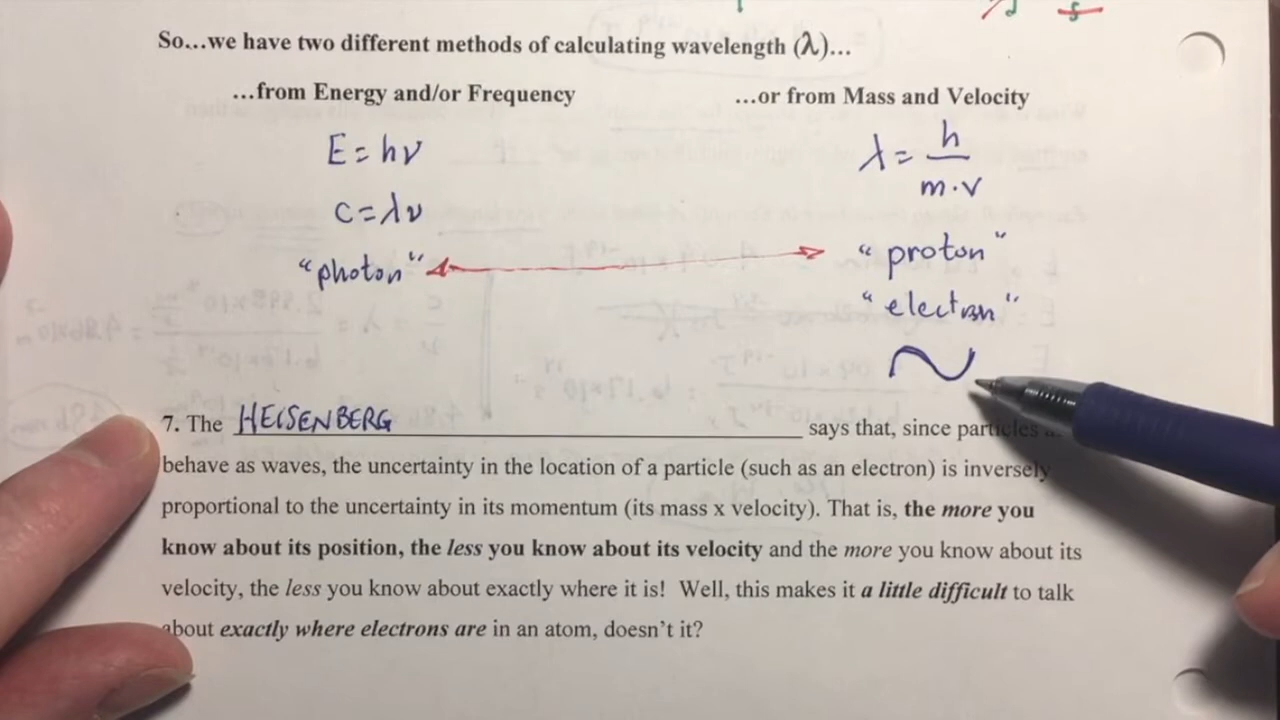 So...we have two different methods of calculating wavelength (λ)...
...from Energy and/or Frequency ...or from Mass and Velocity
E = hν λ = h / m·v
c = λν
"photon" "proton"
"electron"
7. The HEISENBERG says that, since particles
behave as waves, the uncertainty in the location of a particle (such as an electron) is inversely
proportional to the uncertainty in its momentum (its mass x velocity). That is, the more you
know about its position, the less you know about its velocity and the more you know about its
velocity, the less you know about exactly where it is! Well, this makes it a little difficult to talk
about exactly where electrons are in an atom, doesn't it?